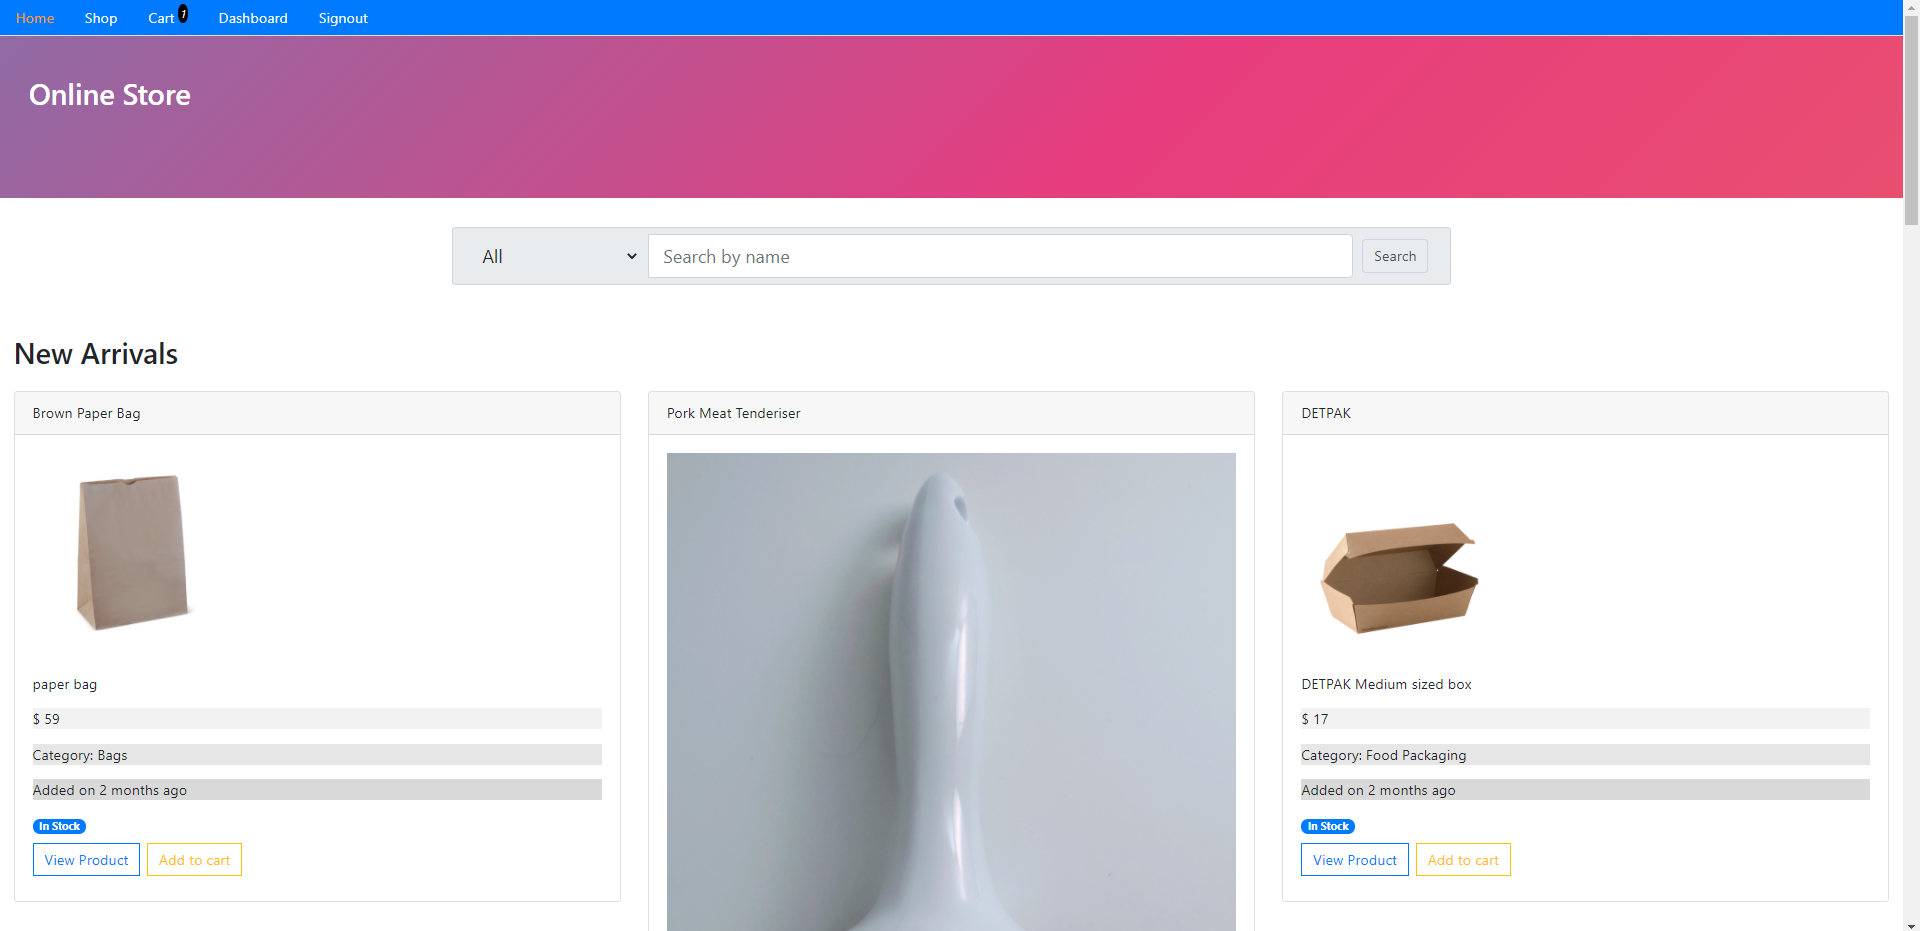 Home Shop Cart 1 Dashboard Signout
Online Store
All Search by name Search
New Arrivals
Brown Paper Bag
paper bag
$ 59
Category: Bags
Added on 2 months ago
In Stock
View Product Add to cart
Pork Meat Tenderiser
DETPAK
DETPAK Medium sized box
$ 17
Category: Food Packaging
Added on 2 months ago
In Stock
View Product Add to cart